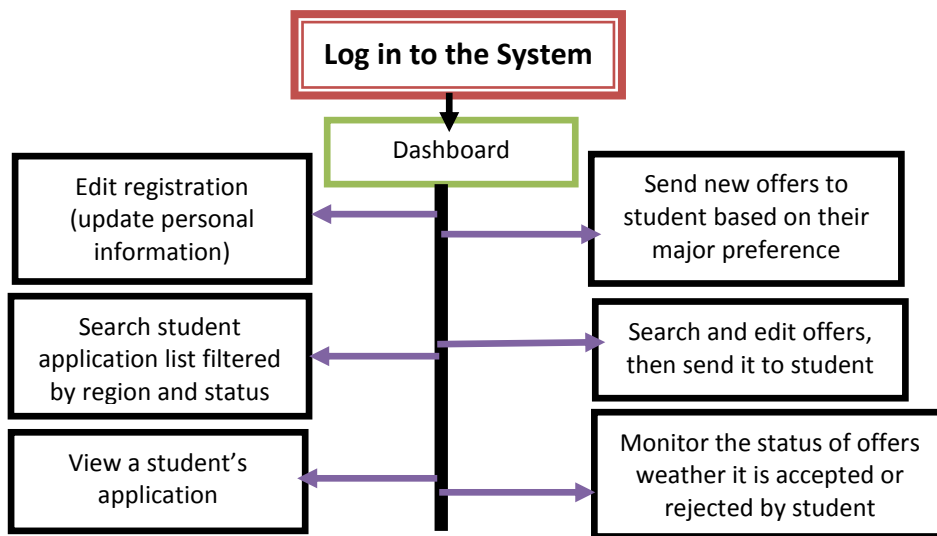 Log in to the System
Dashboard
Edit registration
(update personal
information)
Send new offers to
student based on their
major preference
Search student
application list filtered
by region and status
Search and edit offers,
then send it to student
View a student’s
application
Monitor the status of offers
weather it is accepted or
rejected by student